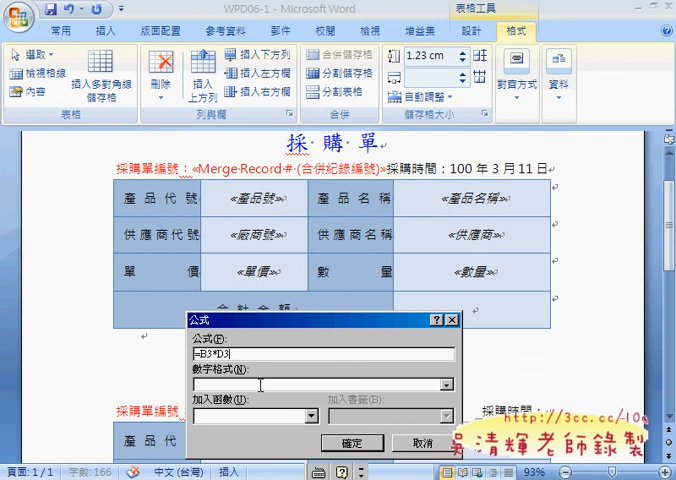 WPD06-1 - Microsoft Word
表格工具
常用 插入 版面配置 參考資料 郵件 校閱 檢視 增益集 設計 格式
選取
檢視格線
內容
插入多對角線
儲存格
表格
刪除
插入
上方列
插入下方列
插入左方欄
插入右方欄
列與欄
合併儲存格
分割儲存格
分割表格
合併
1.23 cm
自動調整
儲存格大小
對齊方式
資料
採 購 單
採購單編號：«Merge Record # (合併紀錄編號)»採購時間：100 年 3 月 11 日
產品代號 «產品號» 產品名稱 «產品名稱»
供應商代號 «廠商號» 供應商名稱 «供應商»
單價 «單價» 數量 «數量»
合計金額
公式
公式(F):
=B3*D3
數字格式(N):
加入函數(U): 加入書籤(B):
確定 取消
採購單編號 採購時間：
產品代
http://3cc.cc/10q
吳清輝老師錄製
頁面: 1/1 字數: 166 中文 (台灣) 插入 93%